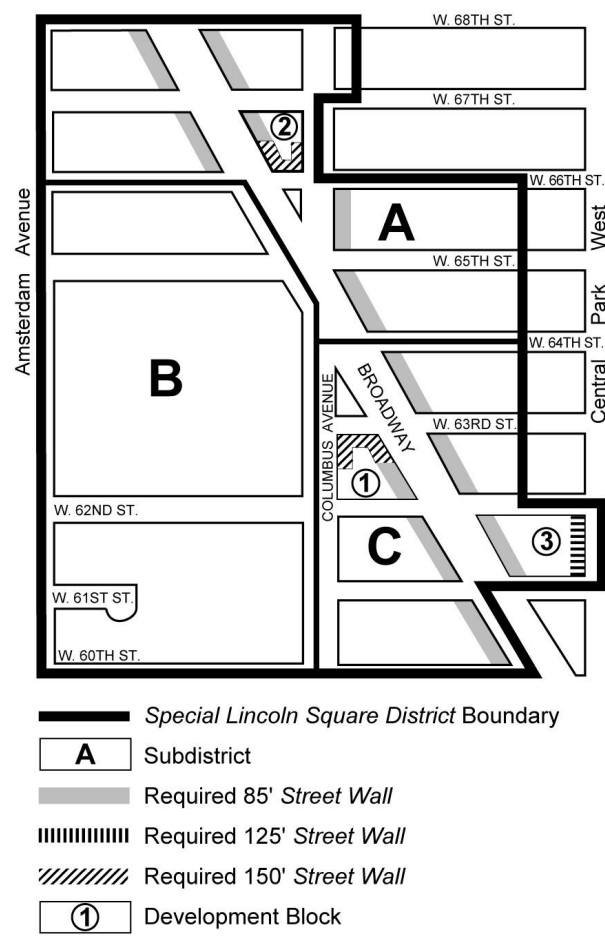 W. 68TH ST.
W. 67TH ST.
2
W. 66TH ST.
A
Amsterdam Avenue
Central Park West
W. 65TH ST.
W. 64TH ST.
B
BROADWAY
COLUMBUS AVENUE
W. 63RD ST.
1
W. 62ND ST.
C
3
W. 61ST ST.
W. 60TH ST.
Special Lincoln Square District Boundary
A Subdistrict
Required 85' Street Wall
Required 125' Street Wall
Required 150' Street Wall
1 Development Block